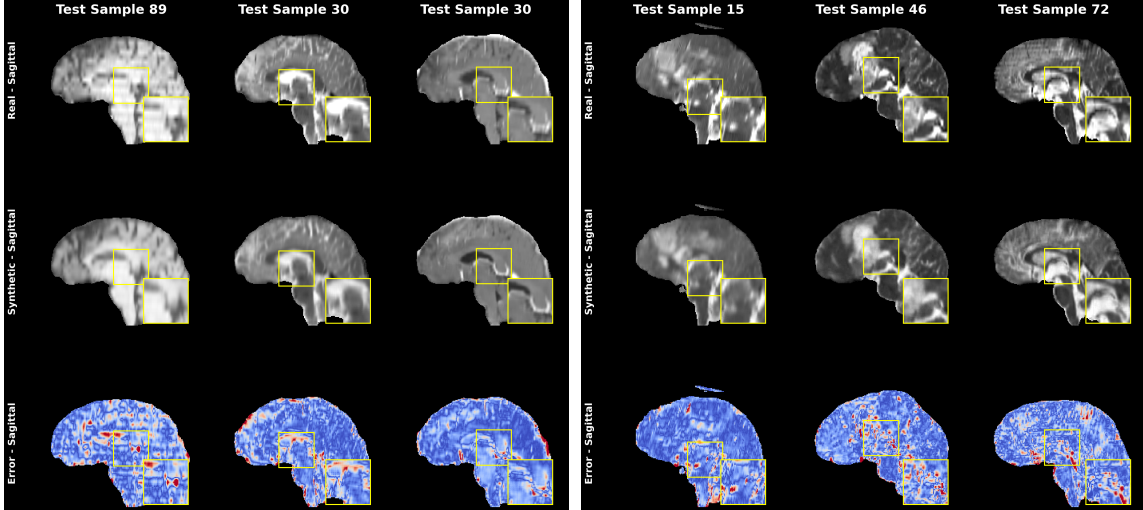 Test Sample 89
Test Sample 30
Test Sample 30
Test Sample 15
Test Sample 46
Test Sample 72
Real - Sagittal
Real - Sagittal
Synthetic - Sagittal
Synthetic - Sagittal
Error - Sagittal
Error - Sagittal